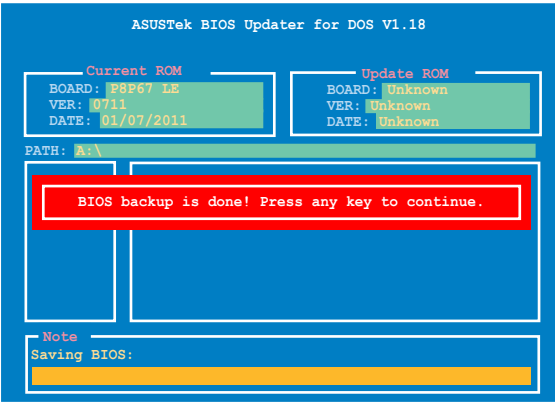 ASUSTek BIOS Updater for DOS V1.18
Current ROM
BOARD: P8P67 LE
VER: 0711
DATE: 01/07/2011
Update ROM
BOARD: Unknown
VER: Unknown
DATE: Unknown
PATH: A:\
BIOS backup is done! Press any key to continue.
Note
Saving BIOS: